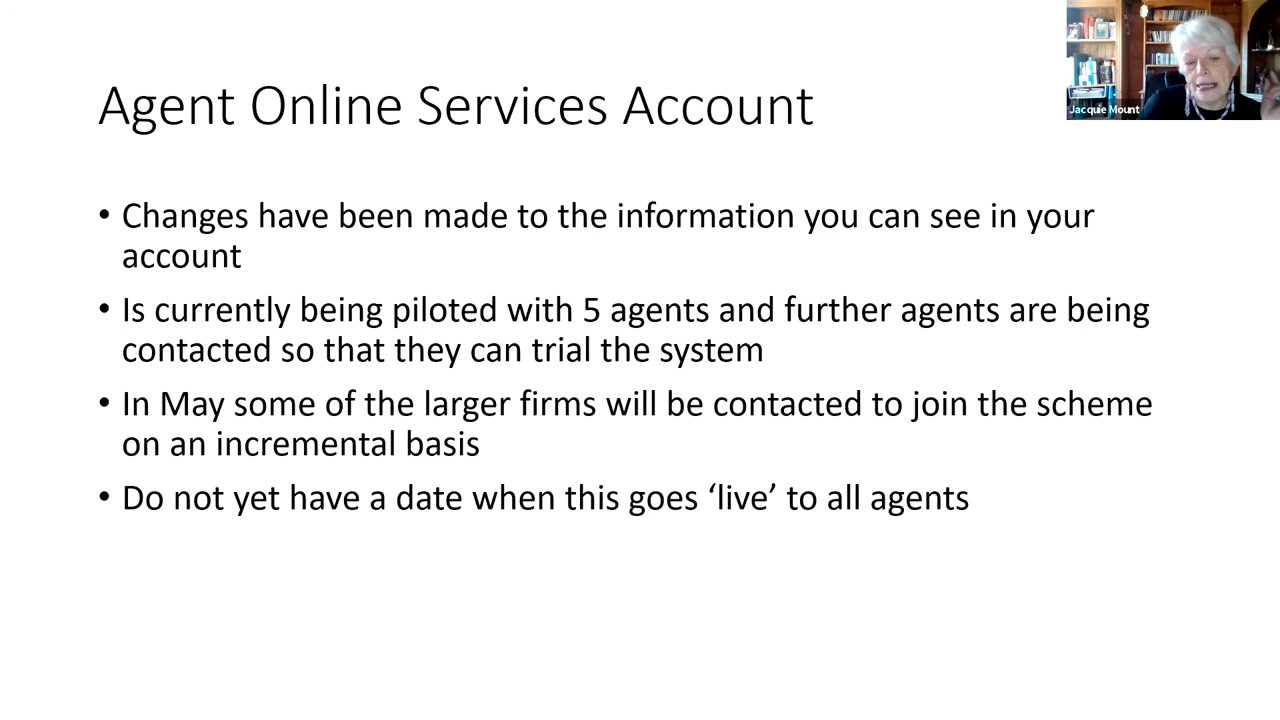 Agent Online Services Account
Jacquie Mount
• Changes have been made to the information you can see in your
account
• Is currently being piloted with 5 agents and further agents are being
contacted so that they can trial the system
• In May some of the larger firms will be contacted to join the scheme
on an incremental basis
• Do not yet have a date when this goes ‘live’ to all agents